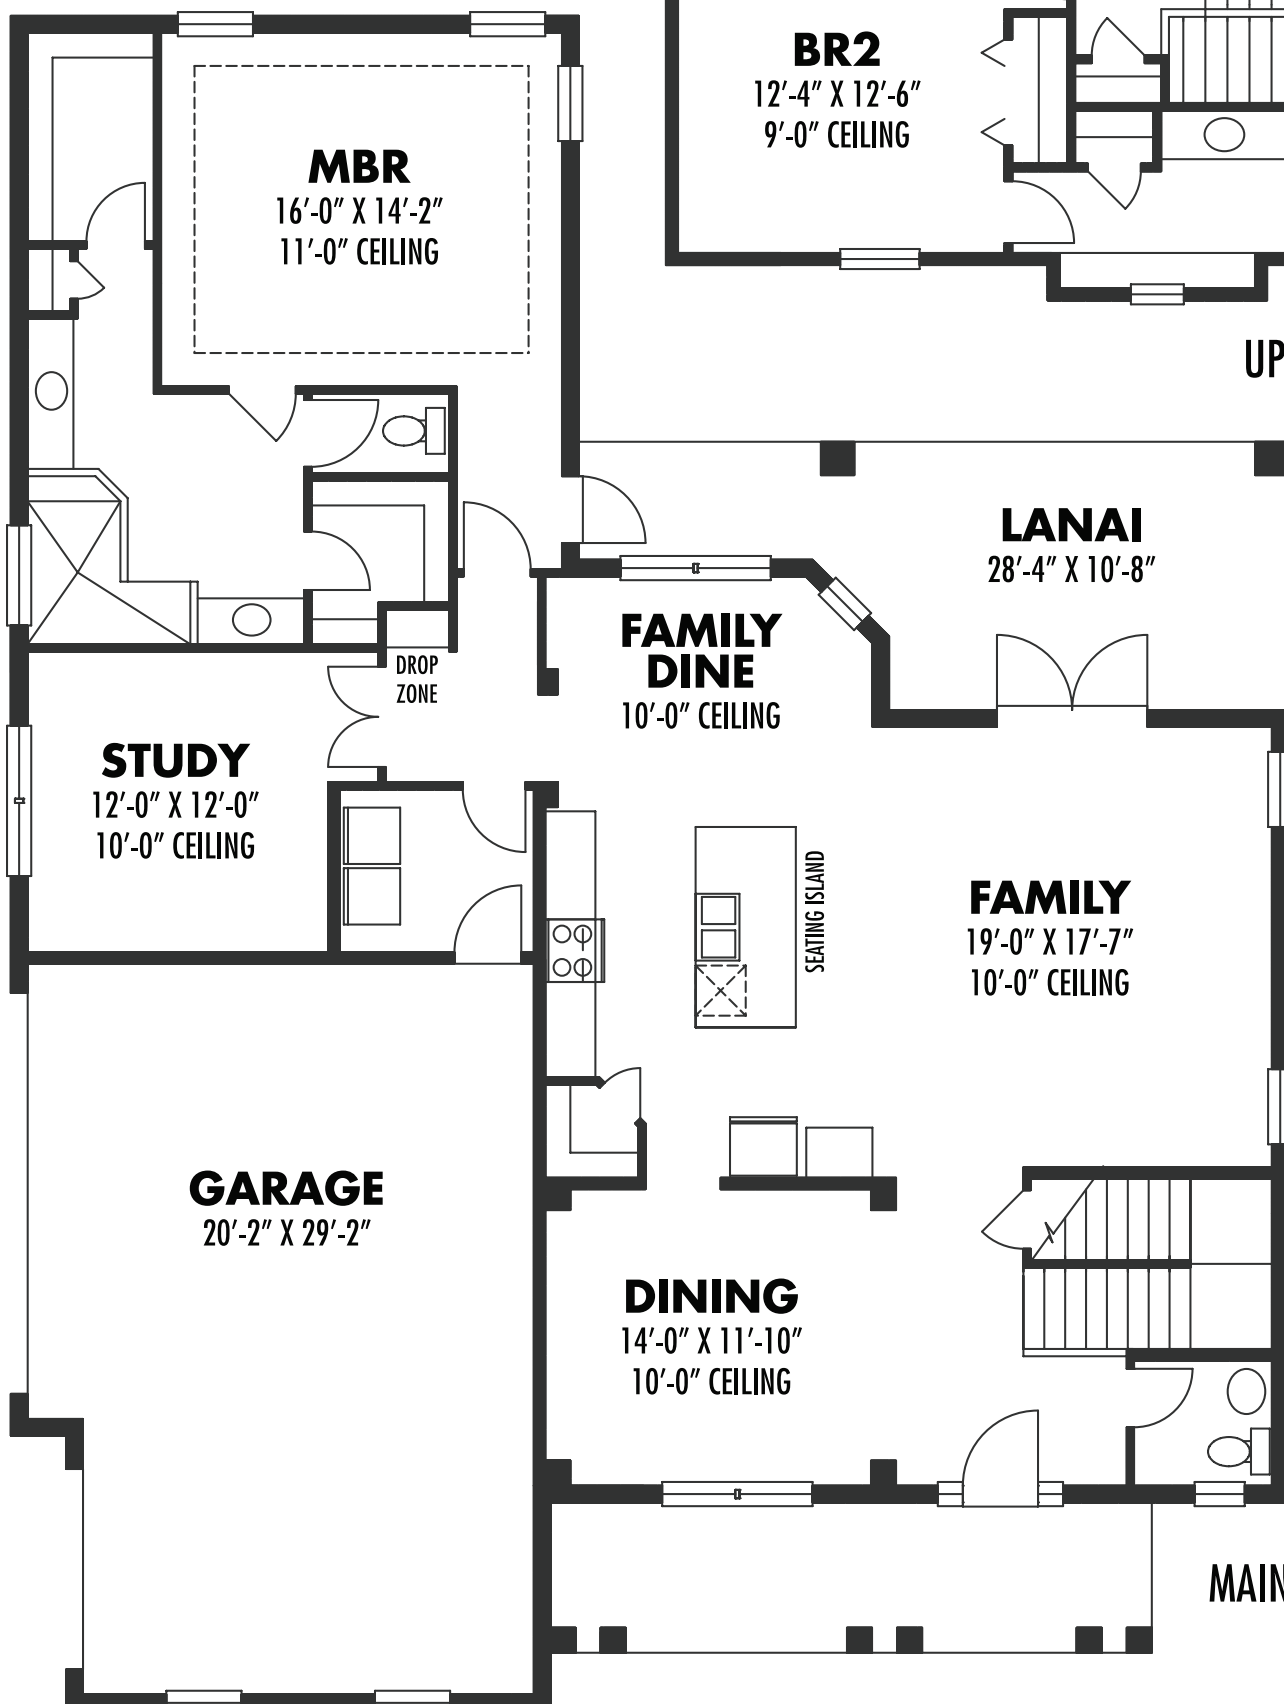 BR2
12'-4" X 12'-6"
9'-0" CEILING
MBR
16'-0" X 14'-2"
11'-0" CEILING
UP
LANAI
28'-4" X 10'-8"
FAMILY
DINE
10'-0" CEILING
DROP
ZONE
STUDY
12'-0" X 12'-0"
10'-0" CEILING
SEATING ISLAND
FAMILY
19'-0" X 17'-7"
10'-0" CEILING
GARAGE
20'-2" X 29'-2"
DINING
14'-0" X 11'-10"
10'-0" CEILING
MAIN